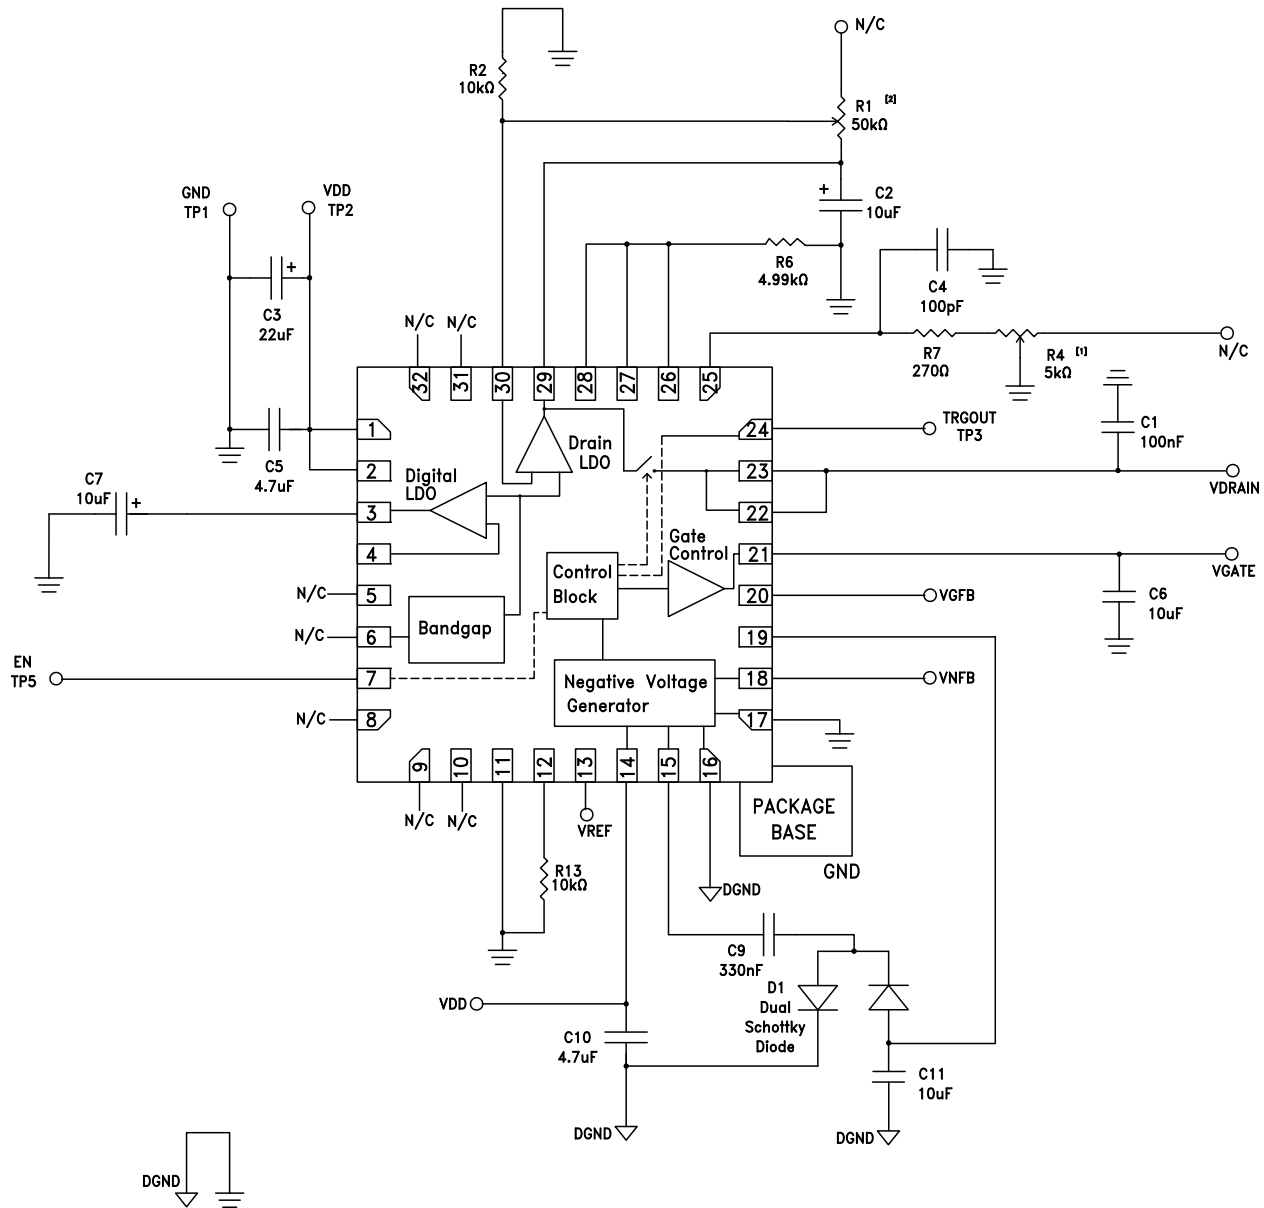 N/C
R2
10kΩ
R1 [2]
50kΩ
GND
TP1
VDD
TP2
+
C2
10uF
R6
4.99kΩ
C4
100pF
+
C3
22uF
N/C
N/C
R7
270Ω
R4 [1]
5kΩ
N/C
32
31
30
29
28
27
26
25
1
24
TRGOUT
TP3
C1
100nF
C5
4.7uF
2
Drain
LDO
23
VDRAIN
C7
10uF
+
Digital
LDO
3
22
4
Gate
Control
21
VGATE
N/C
5
Control
Block
20
VGFB
C6
10uF
N/C
6
Bandgap
19
EN
TP5
7
Negative Voltage
Generator
18
VNFB
N/C
8
17
9
10
11
12
13
14
15
16
N/C
N/C
VREF
PACKAGE
BASE
GND
R13
10kΩ
DGND
C9
330nF
D1
Dual
Schottky
Diode
VDD
C10
4.7uF
C11
10uF
DGND
DGND
DGND